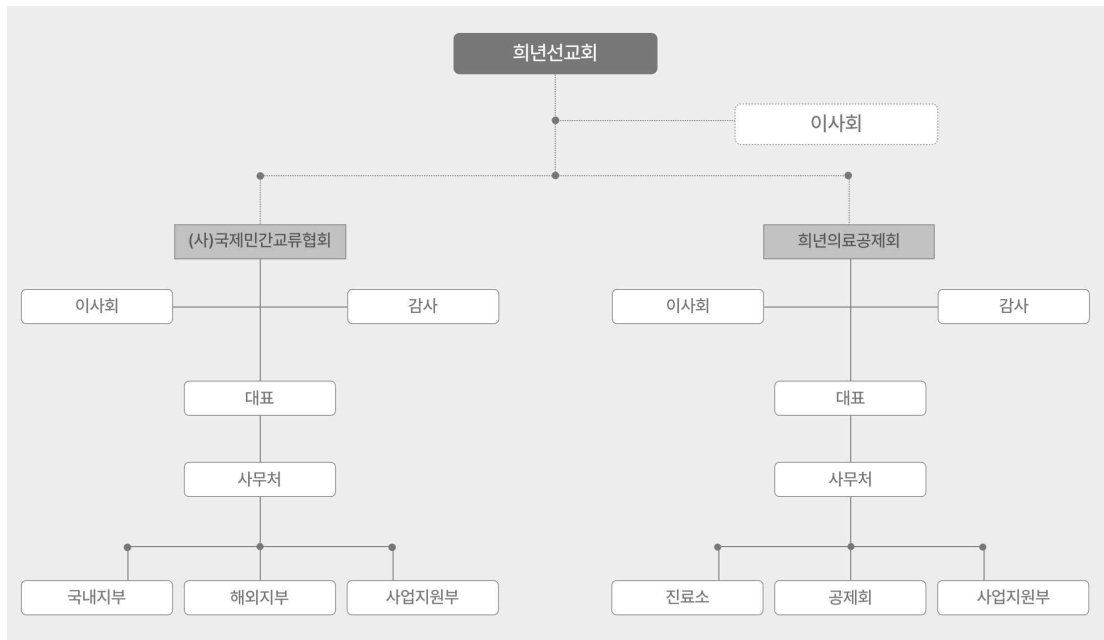 희년선교회
이사회
(사)국제민간교류협회
희년의료공제회
이사회
감사
이사회
감사
대표
대표
사무처
사무처
국내지부
해외지부
사업지원부
진료소
공제회
사업지원부